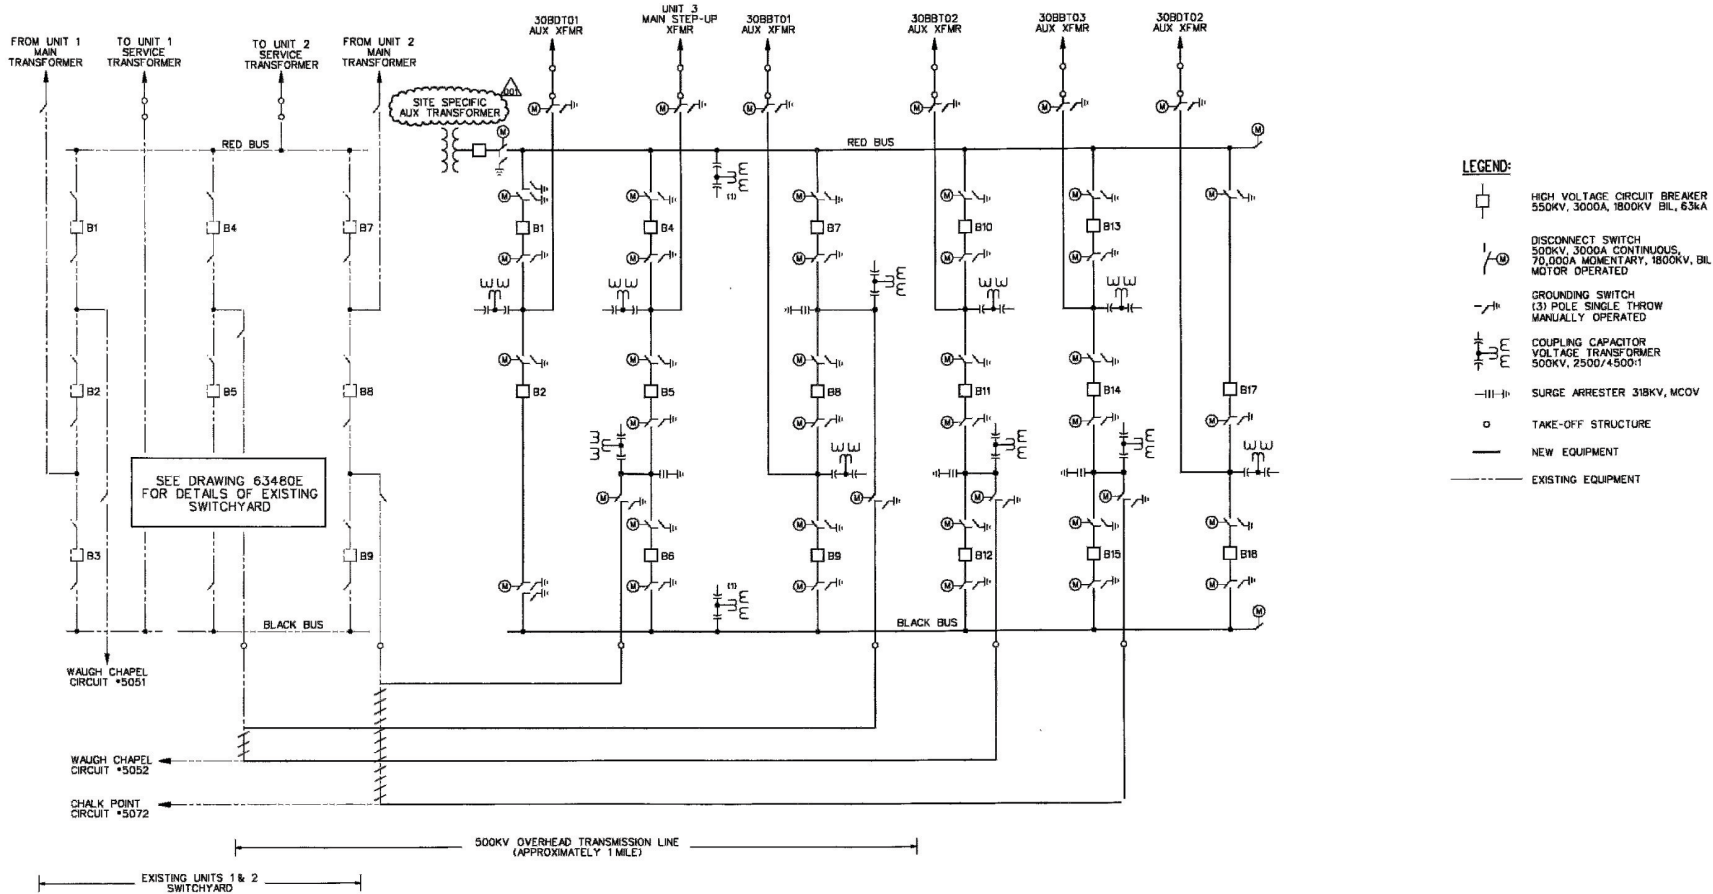 FROM UNIT 1
MAIN
TRANSFORMER
TO UNIT 1
SERVICE
TRANSFORMER
TO UNIT 2
SERVICE
TRANSFORMER
FROM UNIT 2
MAIN
TRANSFORMER
30BDT01
AUX XFMR
UNIT 3
MAIN STEP-UP
XFMR
30BBT01
AUX XFMR
30BBT02
AUX XFMR
30BBT03
AUX XFMR
30BDT02
AUX XFMR
SITE SPECIFIC
AUX TRANSFORMER
001
M
M
M
M
M
M
M
M
RED BUS
RED BUS
(1)
M
M
M
M
M
M
B1
B4
B7
B1
B4
B7
B10
B13
M
M
M
M
M
M
M
M
M
M
M
B2
B5
B8
B2
B5
B8
B11
B14
B17
M
M
M
M
M
SEE DRAWING 63480E
FOR DETAILS OF EXISTING
SWITCHYARD
M
M
M
M
M
M
M
M
M
B3
B9
B6
B9
B12
B15
B18
M
M
M
M
M
M
(1)
BLACK BUS
BLACK BUS
M
WAUGH CHAPEL
CIRCUIT •5051
WAUGH CHAPEL
CIRCUIT •5052
CHALK POINT
CIRCUIT •5072
500KV OVERHEAD TRANSMISSION LINE
(APPROXIMATELY 1 MILE)
EXISTING UNITS 1 & 2
SWITCHYARD
LEGEND:
HIGH VOLTAGE CIRCUIT BREAKER
550KV, 3000A, 1800KV BIL, 63kA
M
DISCONNECT SWITCH
500KV, 3000A CONTINUOUS,
70,000A MOMENTARY, 1800KV, BIL
MOTOR OPERATED
GROUNDING SWITCH
(3) POLE SINGLE THROW
MANUALLY OPERATED
COUPLING CAPACITOR
VOLTAGE TRANSFORMER
500KV, 2500/4500:1
SURGE ARRESTER 318KV, MCOV
TAKE-OFF STRUCTURE
NEW EQUIPMENT
EXISTING EQUIPMENT